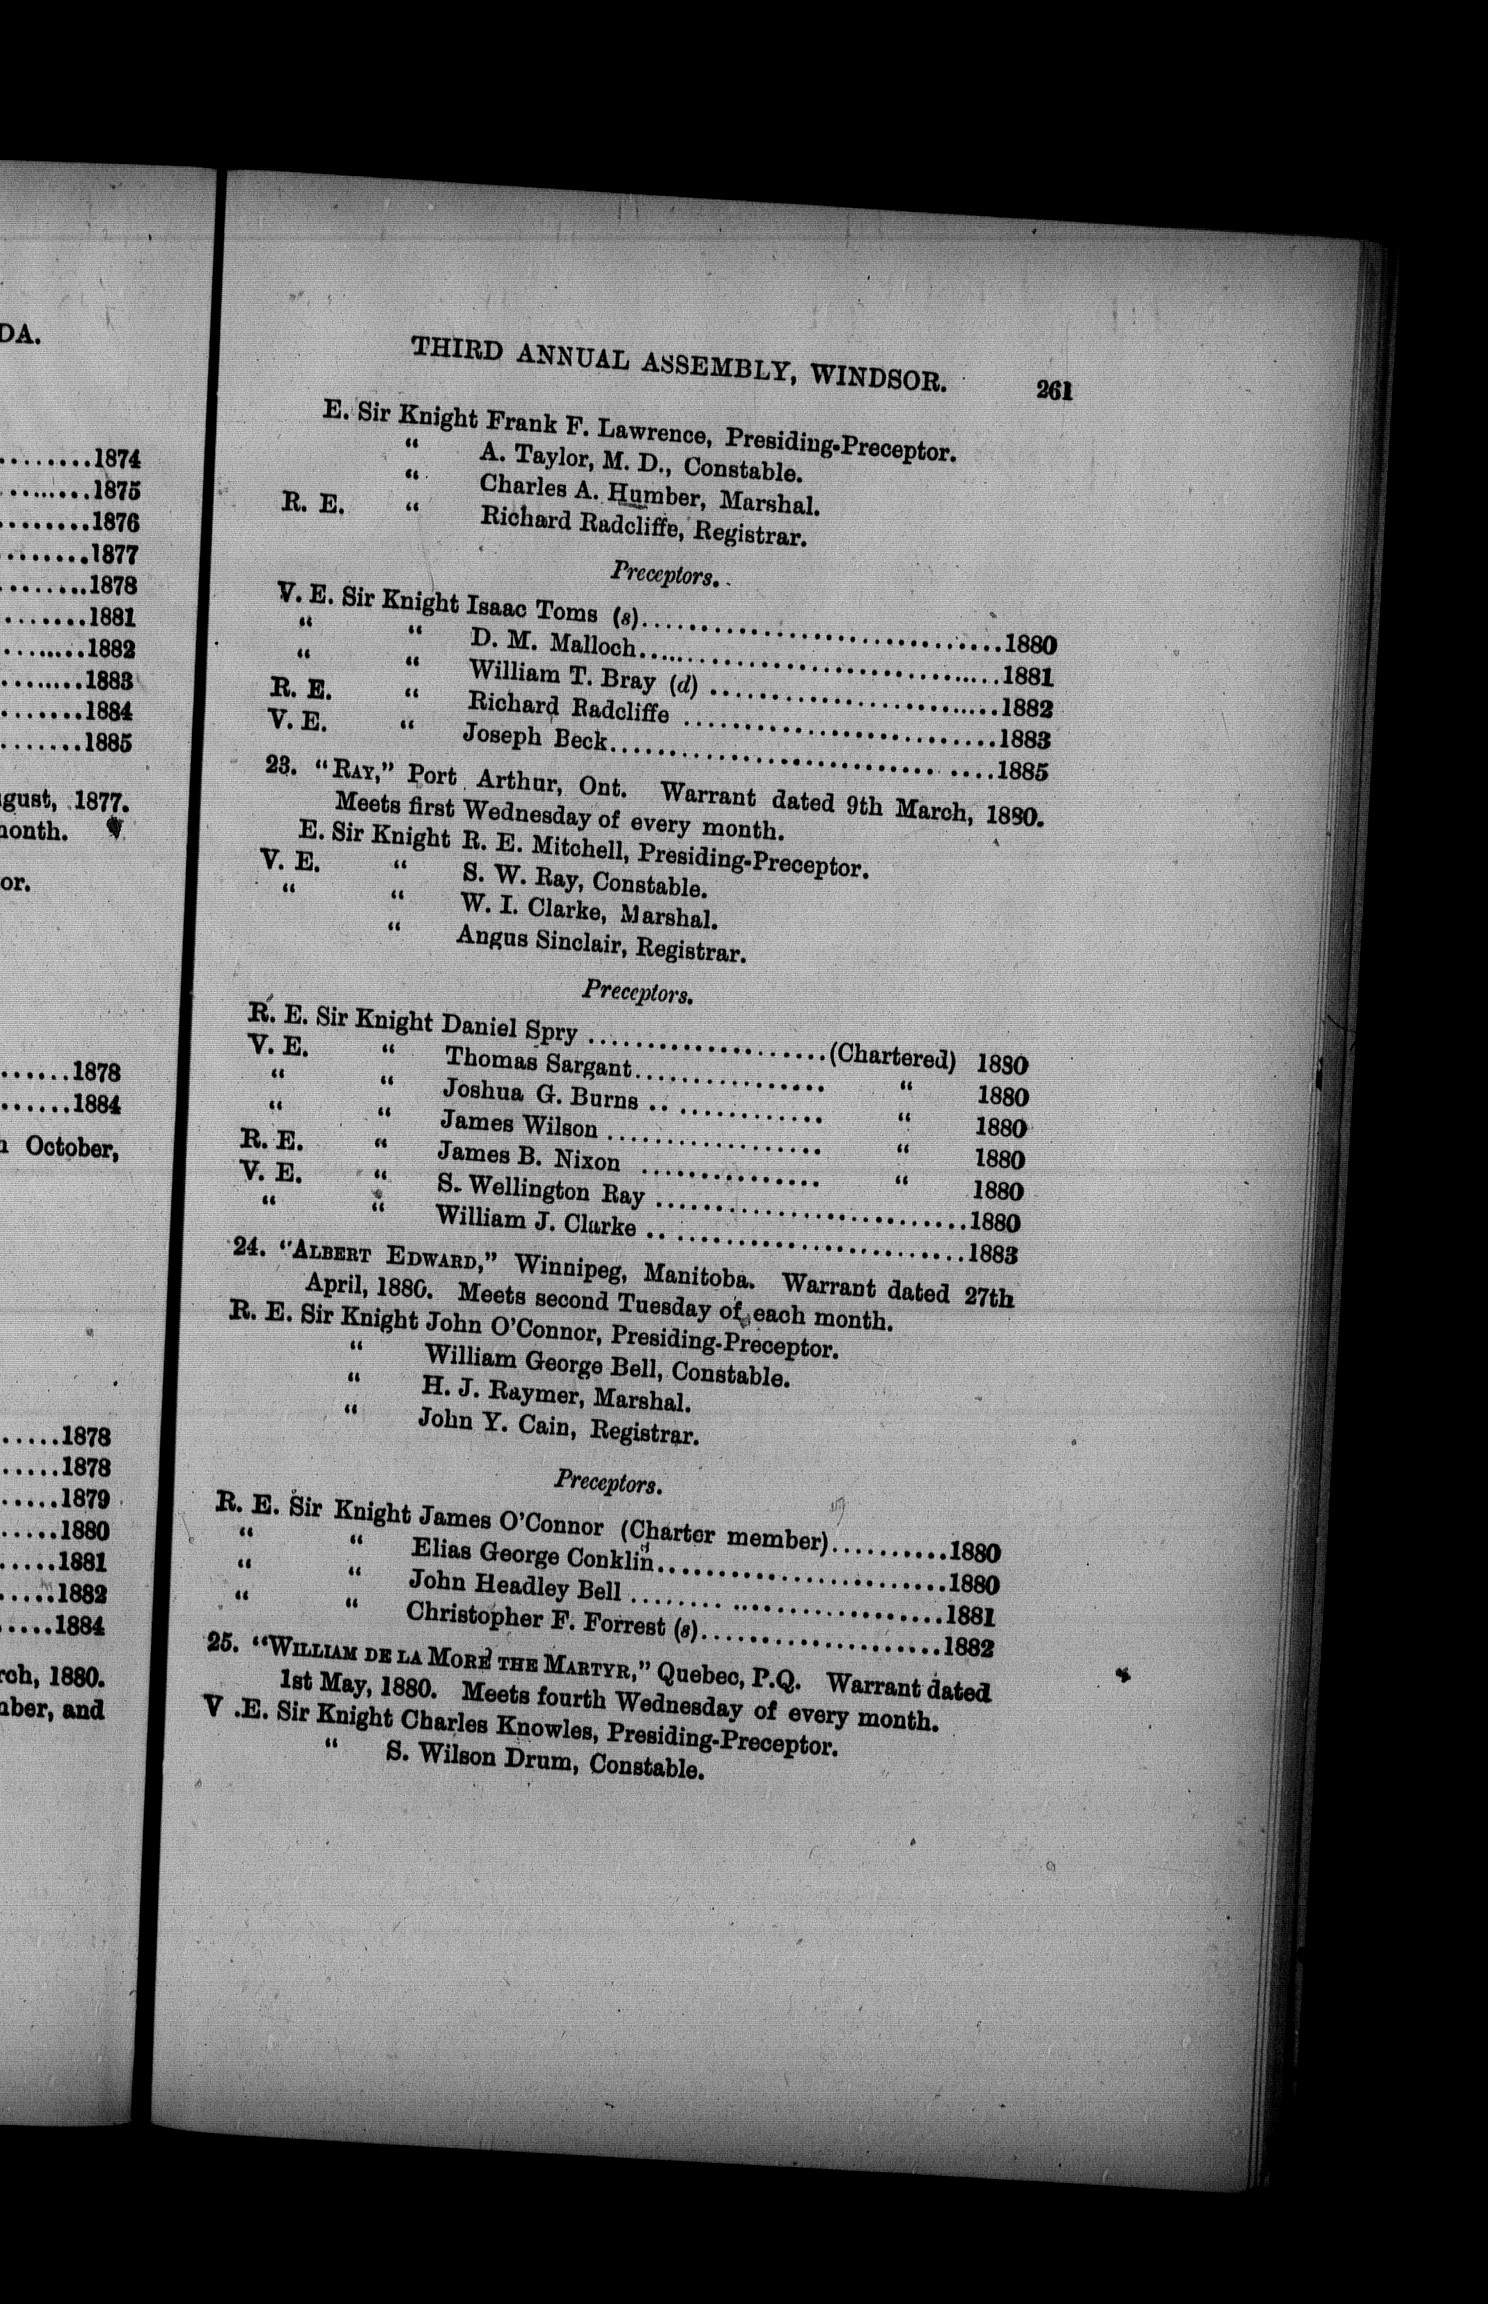 DA.
........1874
........1875
........1876
........1877
........1878
........1881
........1882
........1883
........1884
........1885
gust, 1877.
onth.
or.
......1878
......1884
October,
.....1878
.....1878
.....1879
.....1880
.....1881
.....1882
.....1884
rch, 1880.
ber, and
THIRD ANNUAL ASSEMBLY, WINDSOR. 261
E. Sir Knight Frank F. Lawrence, Presiding-Preceptor.
“ A. Taylor, M. D., Constable.
“ Charles A. Humber, Marshal.
R. E. “ Richard Radcliffe, Registrar.
Preceptors.
V. E. Sir Knight Isaac Toms (s)..............................1880
“ “ D. M. Malloch..............................1881
“ “ William T. Bray (d) ..............................1882
R. E. “ Richard Radcliffe ..............................1883
V. E. “ Joseph Beck..............................1885
23. “RAY,” Port Arthur, Ont. Warrant dated 9th March, 1880.
Meets first Wednesday of every month.
E. Sir Knight R. E. Mitchell, Presiding-Preceptor.
V. E. “ S. W. Ray, Constable.
“ “ W. I. Clarke, Marshal.
“ Angus Sinclair, Registrar.
Preceptors.
R. E. Sir Knight Daniel Spry ....................(Chartered) 1880
V. E. “ Thomas Sargant................ “ 1880
“ “ Joshua G. Burns .. ............ “ 1880
“ “ James Wilson .................. “ 1880
R. E. “ James B. Nixon ............... “ 1880
V. E. “ S. Wellington Ray ..........................1880
“ “ William J. Clarke .. ........................1883
24. “ALBERT EDWARD,” Winnipeg, Manitoba. Warrant dated 27th
April, 1880. Meets second Tuesday of each month.
R. E. Sir Knight John O'Connor, Presiding-Preceptor.
“ William George Bell, Constable.
“ H. J. Raymer, Marshal.
“ John Y. Cain, Registrar.
Preceptors.
R. E. Sir Knight James O'Connor (Charter member)..........1880
“ “ Elias George Conklin........................1880
“ “ John Headley Bell ........ ..................1881
“ “ Christopher F. Forrest (s)....................1882
25. “WILLIAM DE LA MORE THE MARTYR,” Quebec, P.Q. Warrant dated
1st May, 1880. Meets fourth Wednesday of every month.
V .E. Sir Knight Charles Knowles, Presiding-Preceptor.
“ S. Wilson Drum, Constable.